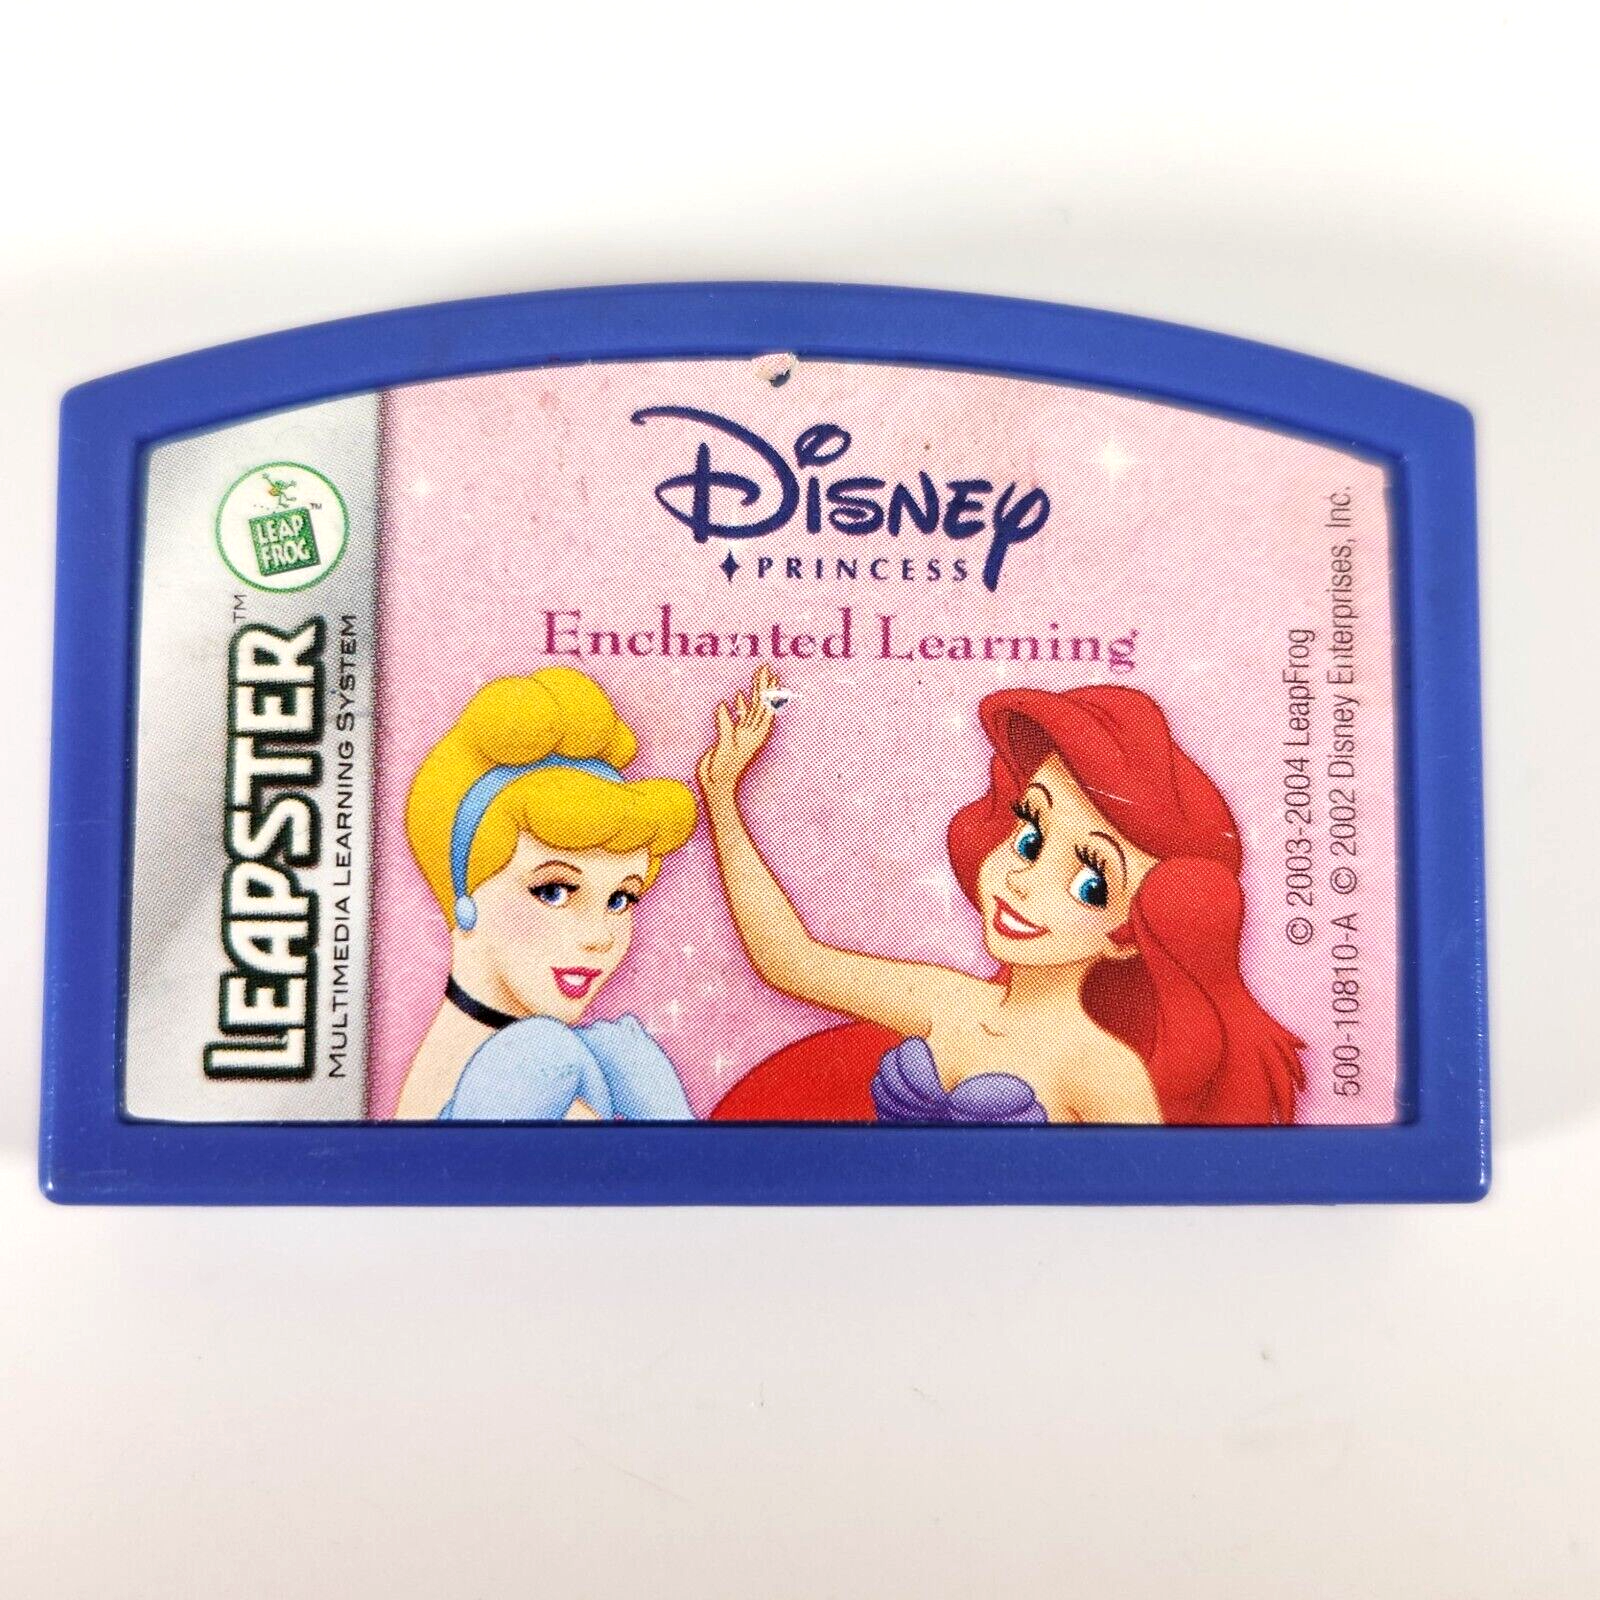 LEAP
FROG
TM
LEAPSTER™
MULTIMEDIA LEARNING SYSTEM
Disney
PRINCESS
Enchanted Learning
© 2003-2004 LeapFrog
500-10810-A © 2002 Disney Enterprises, Inc.